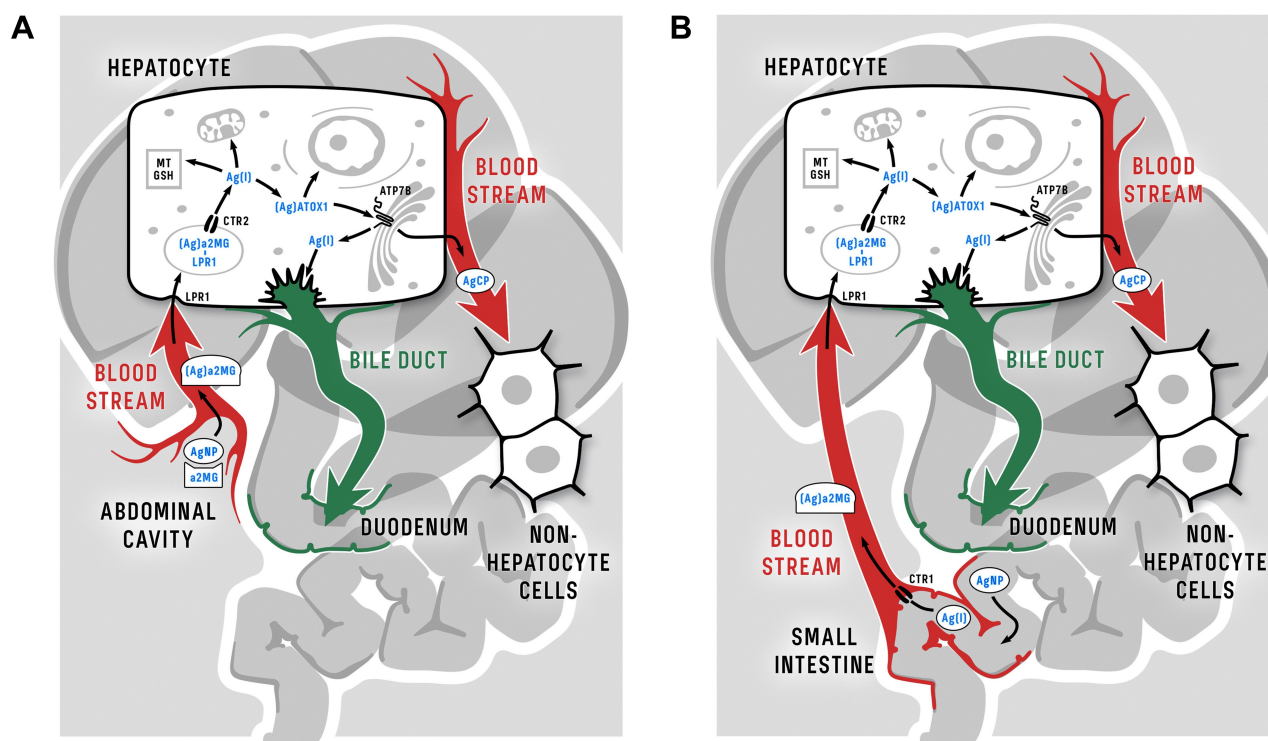 A
HEPATOCYTE
MT
GSH
Ag(I)
(Ag)ATOX1
ATP7B
CTR2
(Ag)a2MG
LPR1
Ag(I)
LPR1
AgCP
BLOOD
STREAM
BILE DUCT
BLOOD
STREAM
(Ag)a2MG
AgNP
a2MG
ABDOMINAL
CAVITY
DUODENUM
NON-
HEPATOCYTE
CELLS
B
HEPATOCYTE
MT
GSH
Ag(I)
(Ag)ATOX1
ATP7B
CTR2
(Ag)a2MG
LPR1
Ag(I)
LPR1
AgCP
BLOOD
STREAM
BILE DUCT
(Ag)a2MG
BLOOD
STREAM
DUODENUM
NON-
HEPATOCYTE
CELLS
CTR1
AgNP
Ag(I)
SMALL
INTESTINE